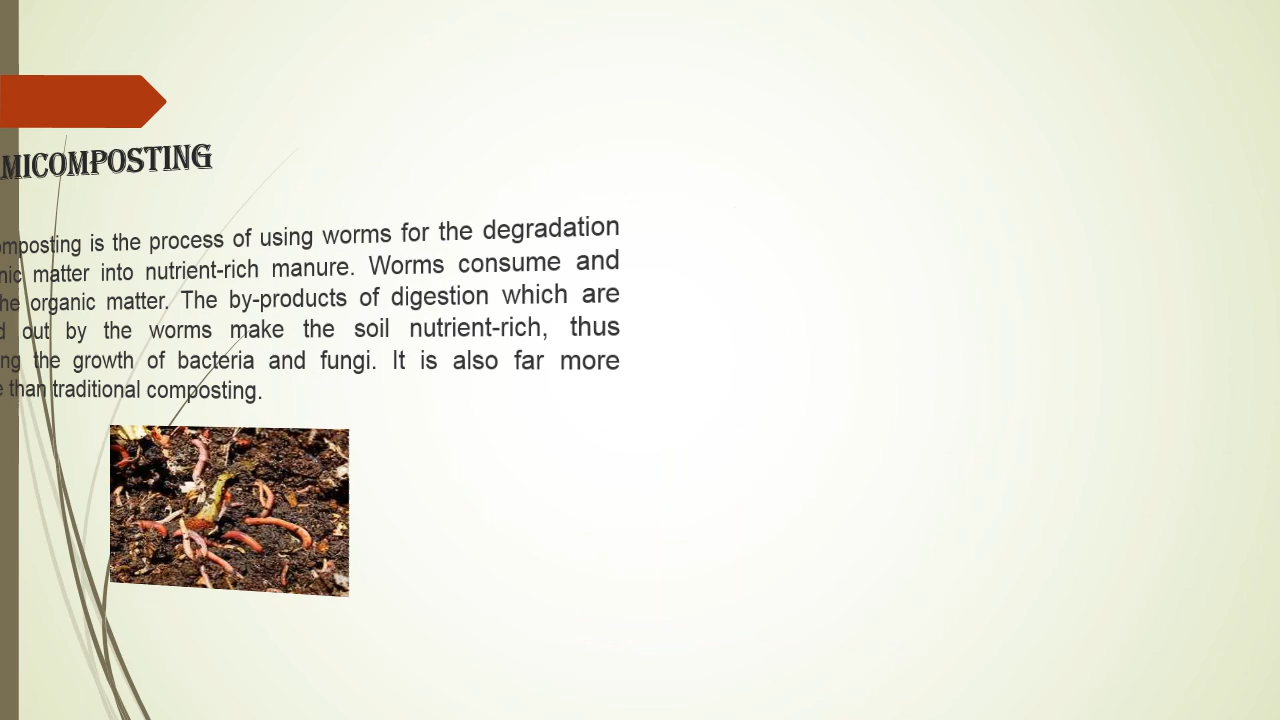 MICOMPOSTING
omposting is the process of using worms for the degradation
nic matter into nutrient-rich manure. Worms consume and
he organic matter. The by-products of digestion which are
d out by the worms make the soil nutrient-rich, thus
ng the growth of bacteria and fungi. It is also far more
e than traditional composting.